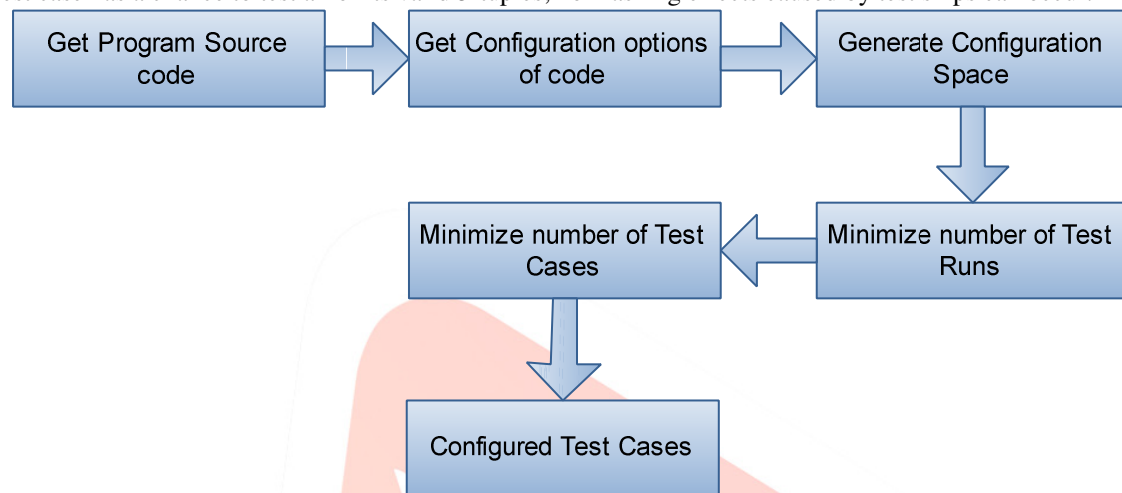 Get Program Source
code
Get Configuration options
of code
Generate Configuration
Space
Minimize number of Test
Cases
Minimize number of Test
Runs
Configured Test Cases